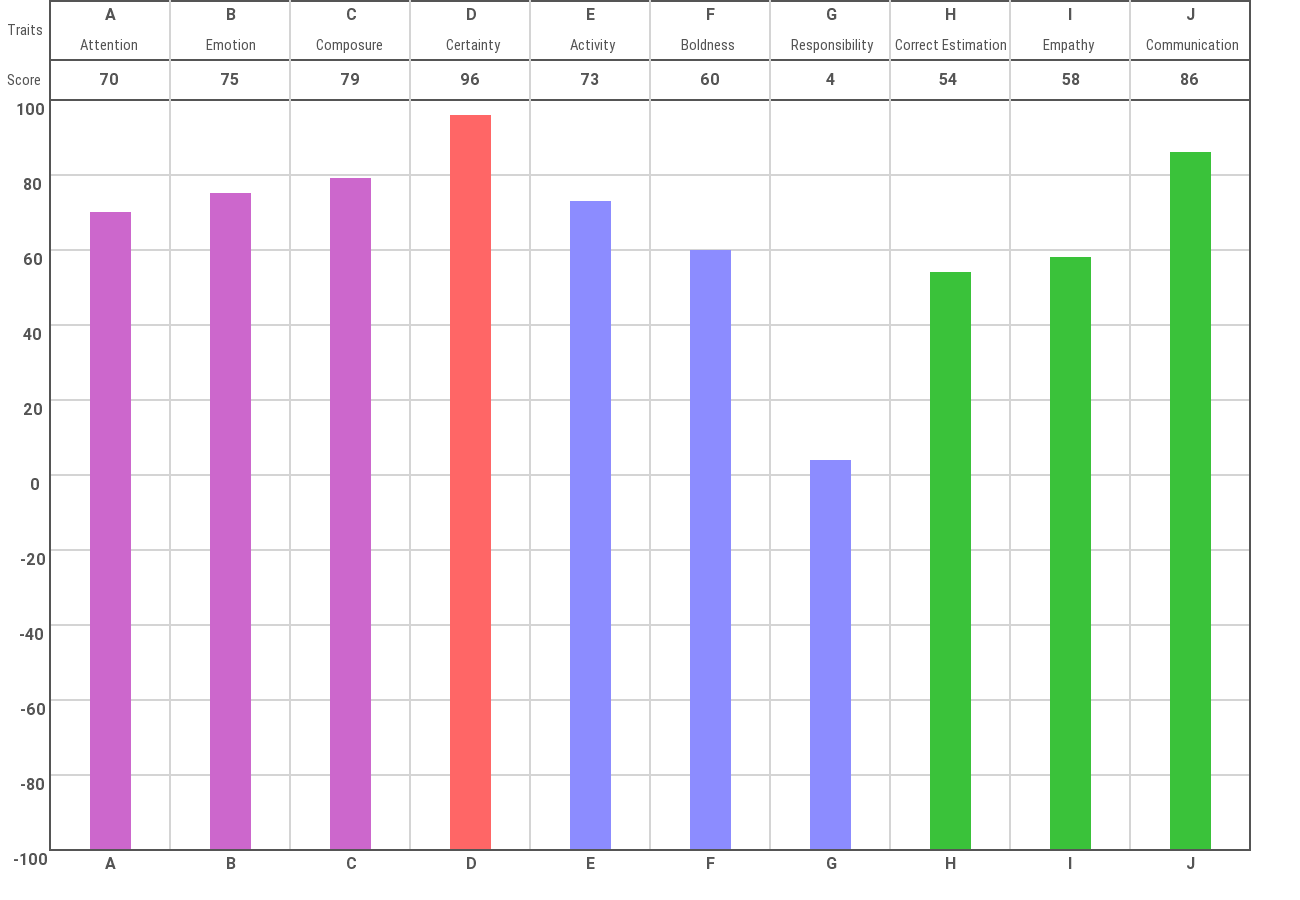 Traits A B C D E F G H I J
Attention Emotion Composure Certainty Activity Boldness Responsibility Correct Estimation Empathy Communication
Score 70 75 79 96 73 60 4 54 58 86
100
80
60
40
20
0
-20
-40
-60
-80
-100
A B C D E F G H I J